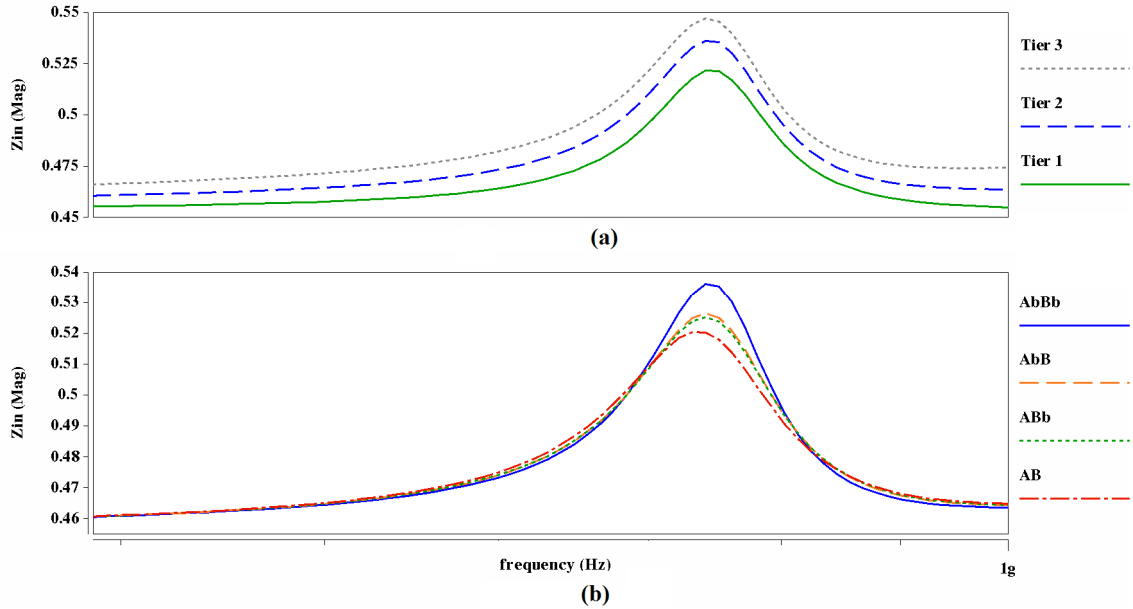 0.55
0.525
0.5
0.475
0.45
Zin (Mag)
Tier 3
Tier 2
Tier 1
(a)
0.54
0.53
0.52
0.51
0.5
0.49
0.48
0.47
0.46
Zin (Mag)
AbBb
AbB
ABb
AB
frequency (Hz)
1g
(b)